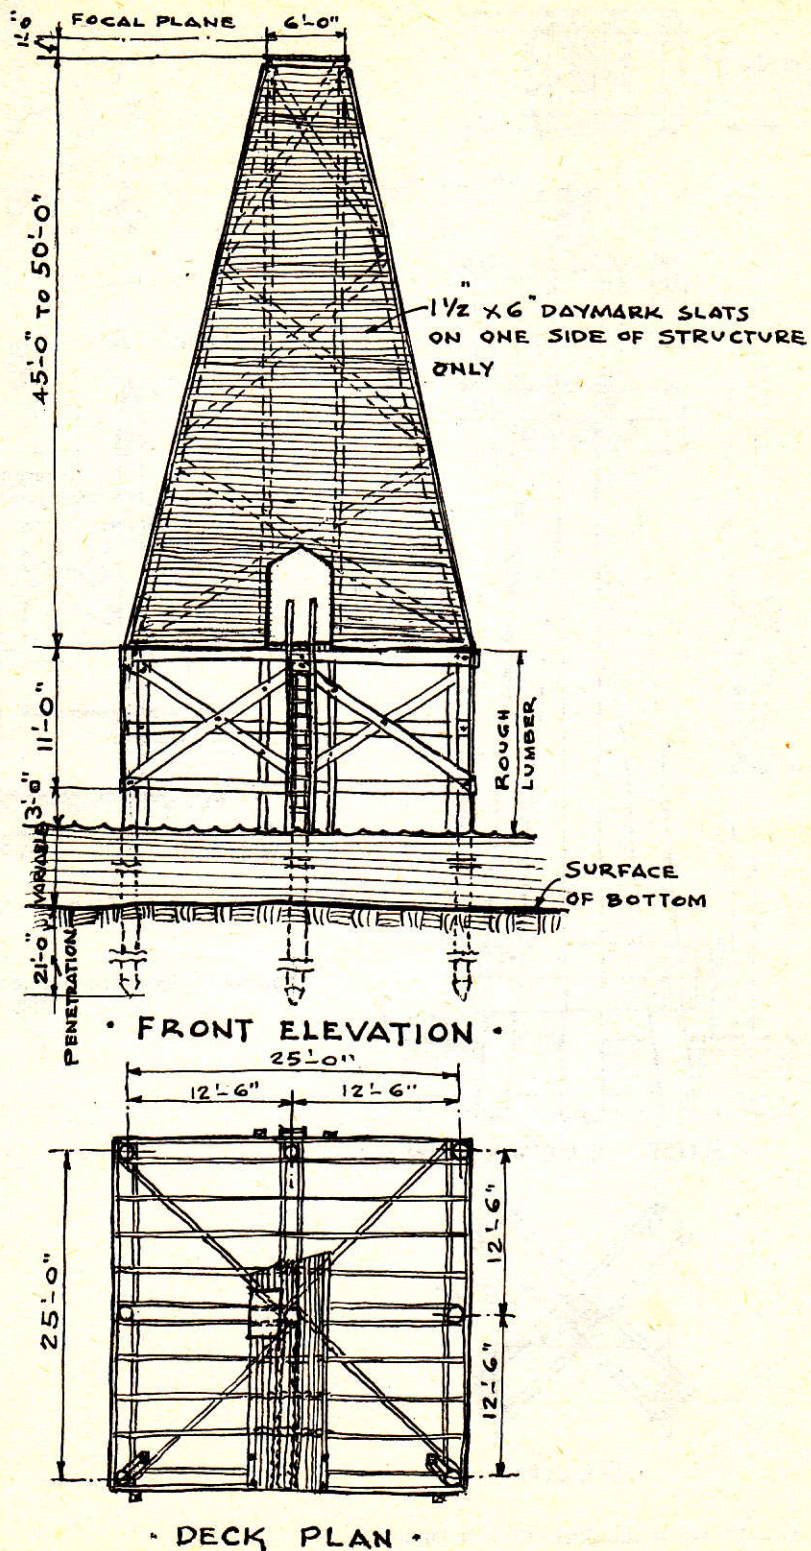 1'-0"
FOCAL PLANE
6'-0"
45'-0" TO 50'-0"
1 1/2" X 6" DAYMARK SLATS
ON ONE SIDE OF STRUCTURE
ONLY
11'-0"
ROUGH
LUMBER
3'-0"
VARIABLE
SURFACE
OF BOTTOM
21'-0"
PENETRATION
• FRONT ELEVATION •
25'-0"
12'-6"
12'-6"
25'-0"
12'-6"
12'-6"
• DECK PLAN •